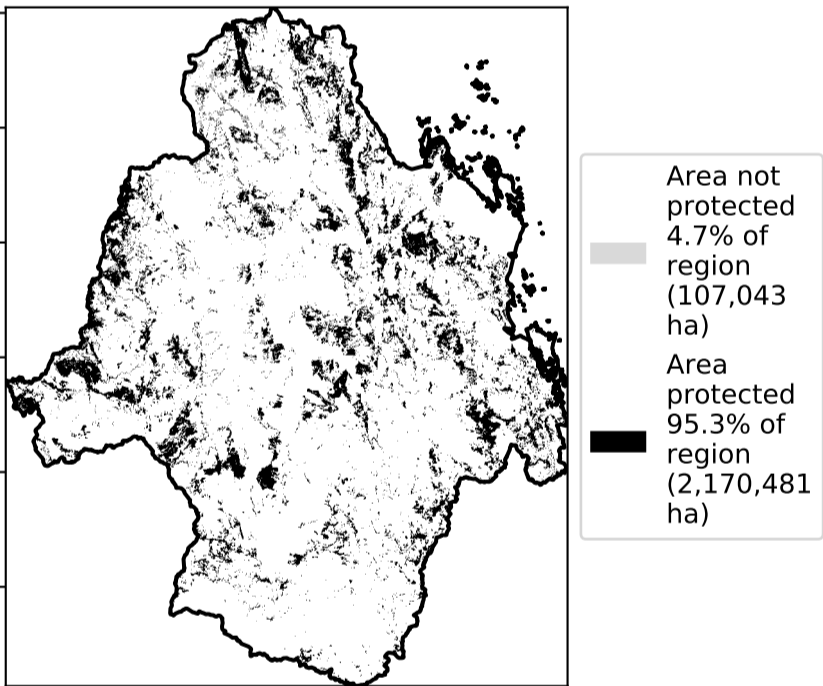 Area not
protected
4.7% of
region
(107,043
ha)
Area
protected
95.3% of
region
(2,170,481
ha)